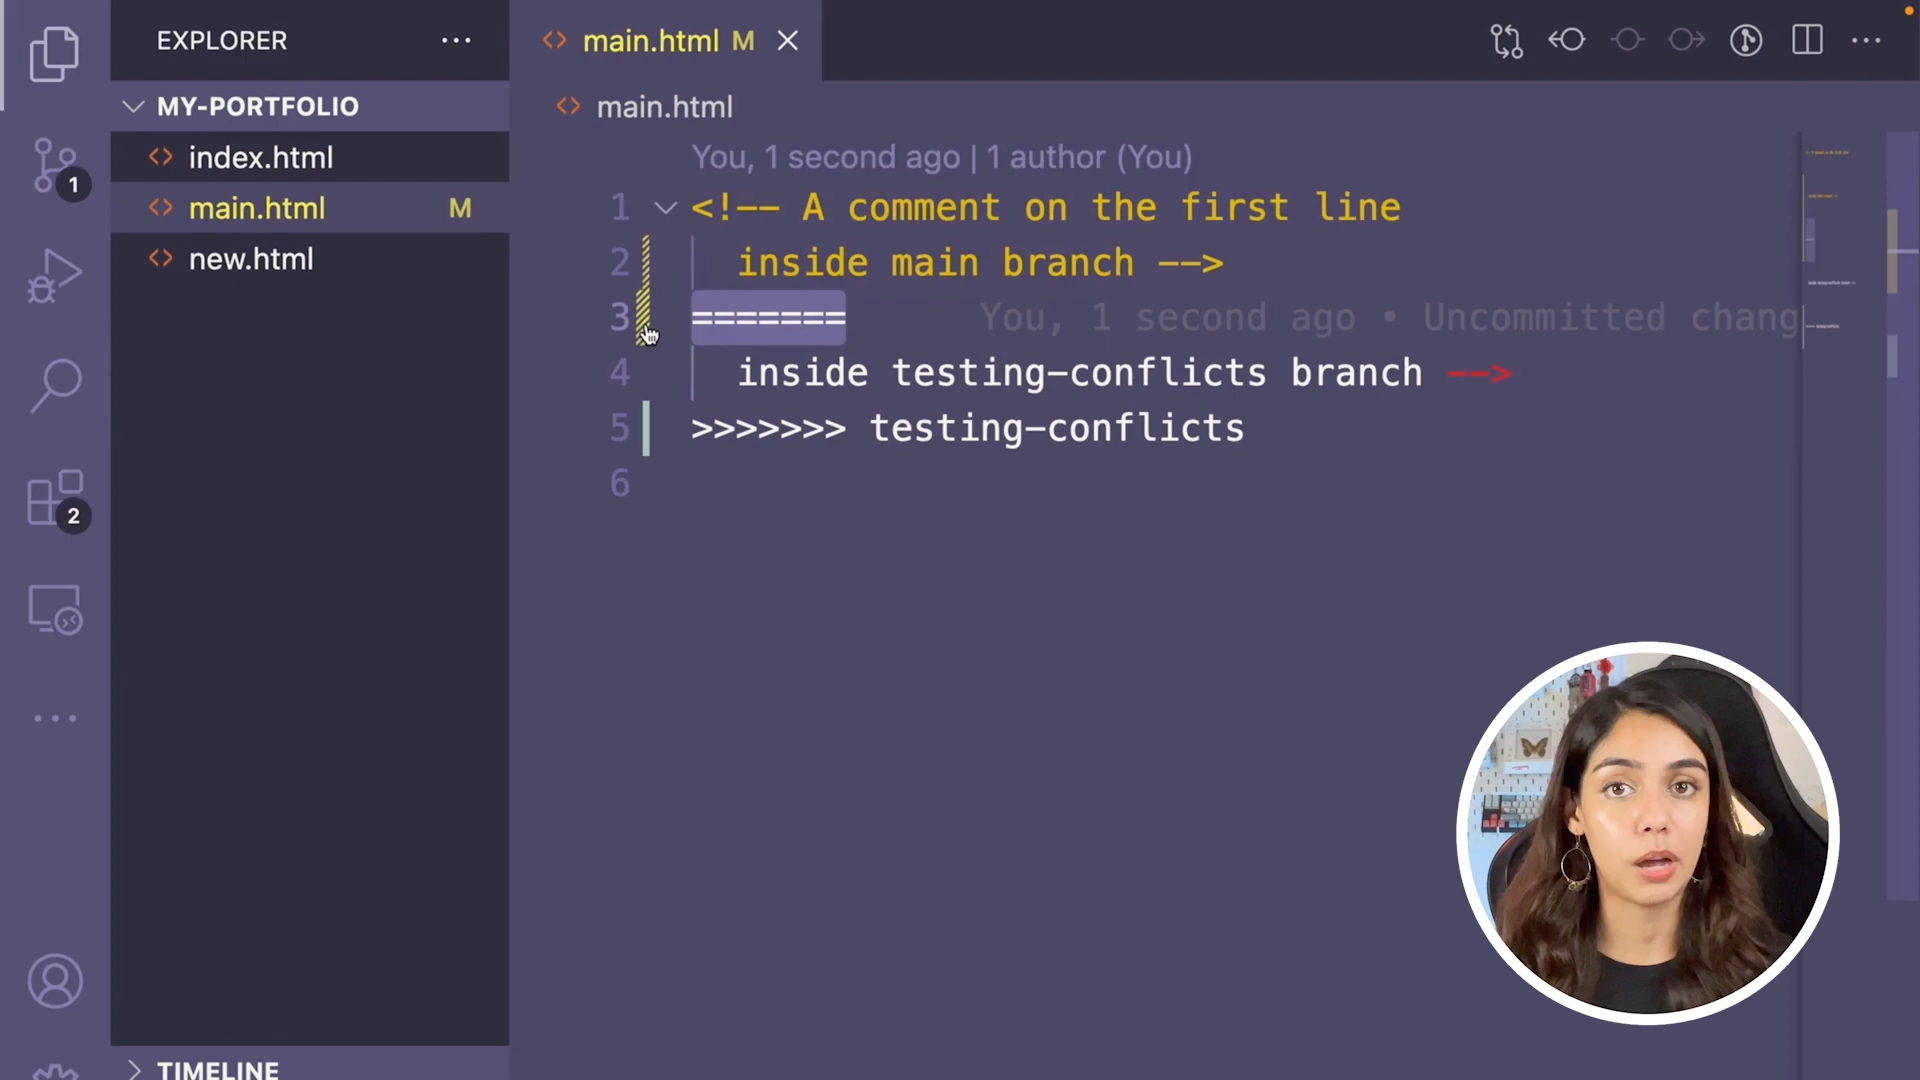 EXPLORER
main.html M
MY-PORTFOLIO
index.html
main.html M
new.html
1
2
TIMELINE
main.html
You, 1 second ago | 1 author (You)
1 <!-- A comment on the first line
2 inside main branch -->
3 ======= You, 1 second ago • Uncommitted chang
4 inside testing-conflicts branch -->
5 >>>>>>> testing-conflicts
6